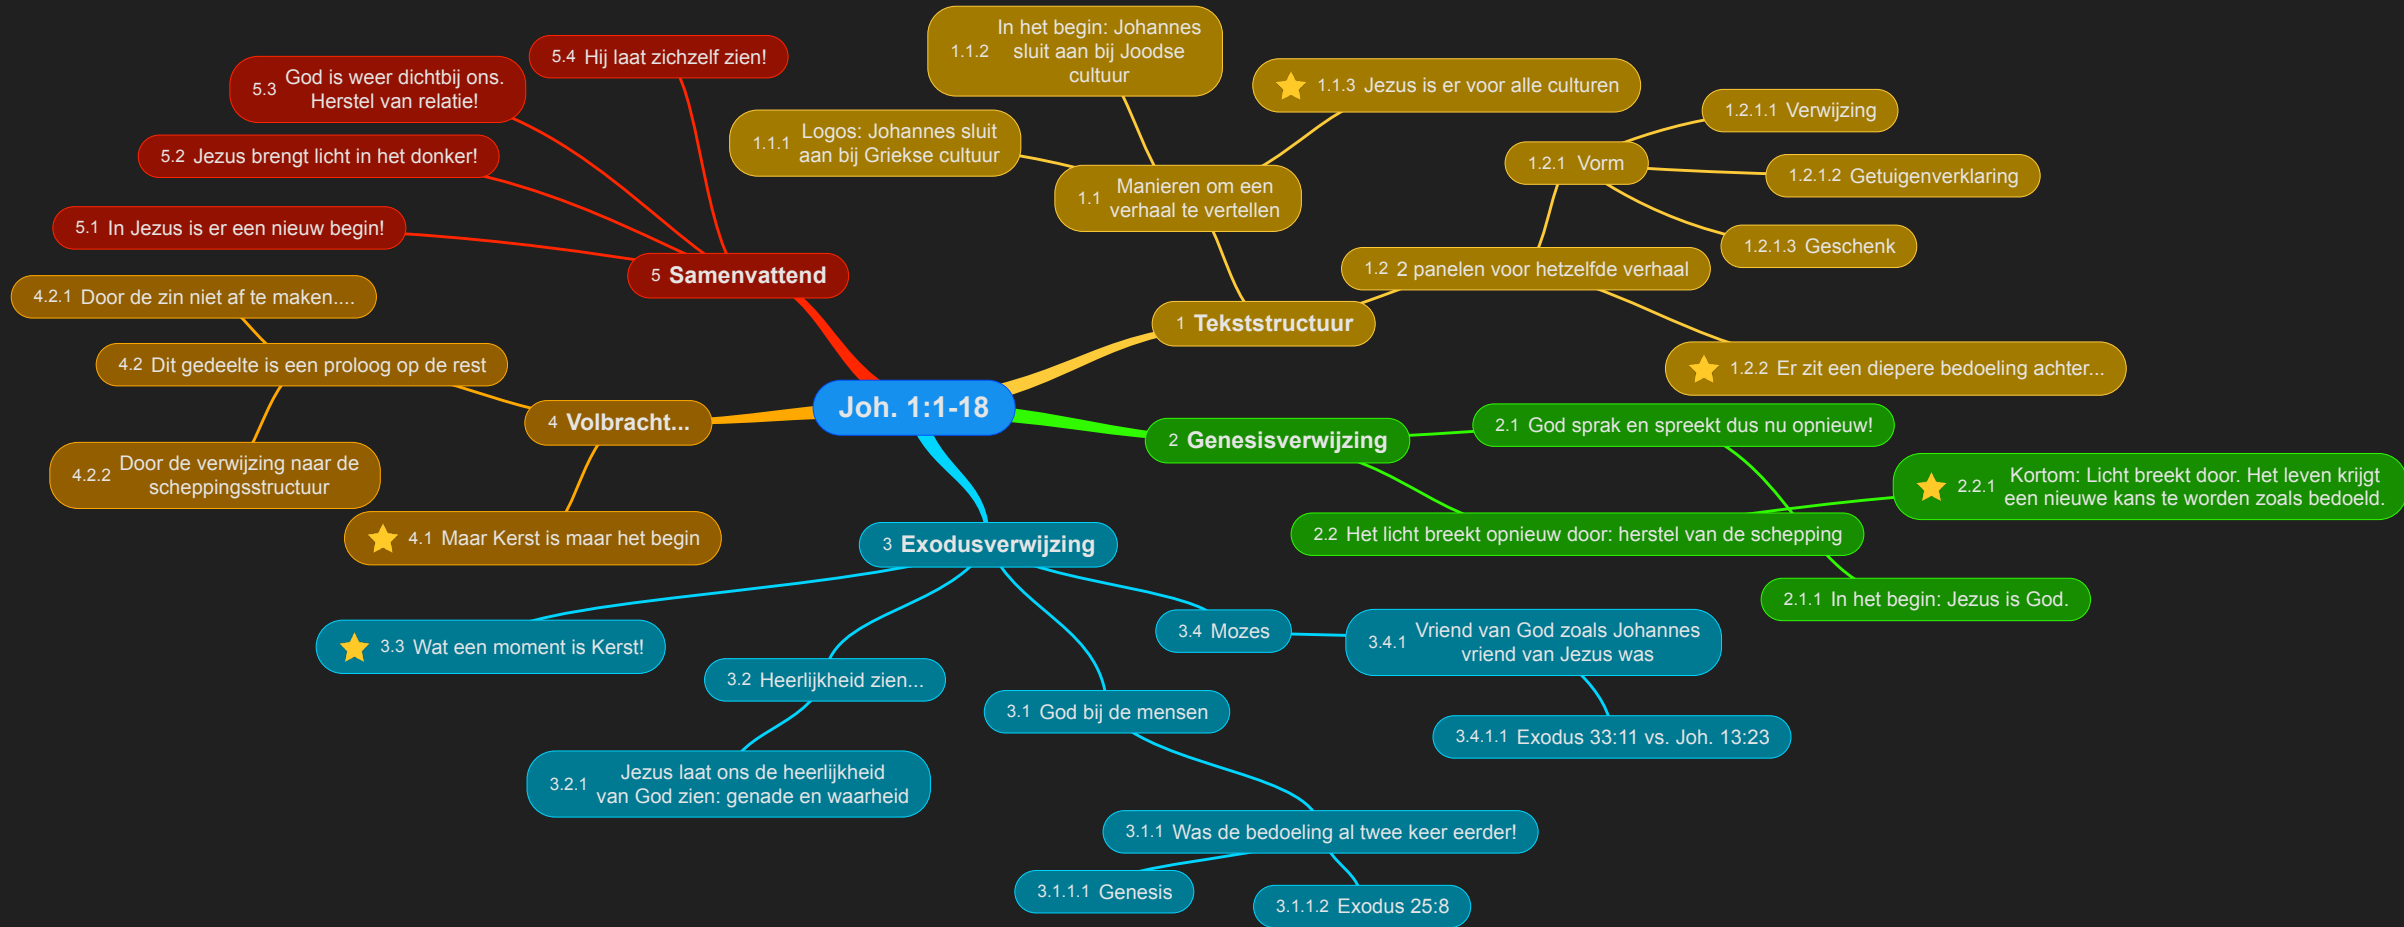 Joh. 1:1-18
1 Tekststructuur
1.1 Manieren om een
verhaal te vertellen
1.1.1 Logos: Johannes sluit
aan bij Griekse cultuur
1.1.2 In het begin: Johannes
sluit aan bij Joodse
cultuur
1.1.3 Jezus is er voor alle culturen
1.2 2 panelen voor hetzelfde verhaal
1.2.1 Vorm
1.2.1.1 Verwijzing
1.2.1.2 Getuigenverklaring
1.2.1.3 Geschenk
1.2.2 Er zit een diepere bedoeling achter...
2 Genesisverwijzing
2.1 God sprak en spreekt dus nu opnieuw!
2.1.1 In het begin: Jezus is God.
2.2 Het licht breekt opnieuw door: herstel van de schepping
2.2.1 Kortom: Licht breekt door. Het leven krijgt
een nieuwe kans te worden zoals bedoeld.
3 Exodusverwijzing
3.1 God bij de mensen
3.1.1 Was de bedoeling al twee keer eerder!
3.1.1.1 Genesis
3.1.1.2 Exodus 25:8
3.2 Heerlijkheid zien...
3.2.1 Jezus laat ons de heerlijkheid
van God zien: genade en waarheid
3.3 Wat een moment is Kerst!
3.4 Mozes
3.4.1 Vriend van God zoals Johannes
vriend van Jezus was
3.4.1.1 Exodus 33:11 vs. Joh. 13:23
4 Volbracht...
4.1 Maar Kerst is maar het begin
4.2 Dit gedeelte is een proloog op de rest
4.2.1 Door de zin niet af te maken....
4.2.2 Door de verwijzing naar de
scheppingsstructuur
5 Samenvattend
5.1 In Jezus is er een nieuw begin!
5.2 Jezus brengt licht in het donker!
5.3 God is weer dichtbij ons.
Herstel van relatie!
5.4 Hij laat zichzelf zien!